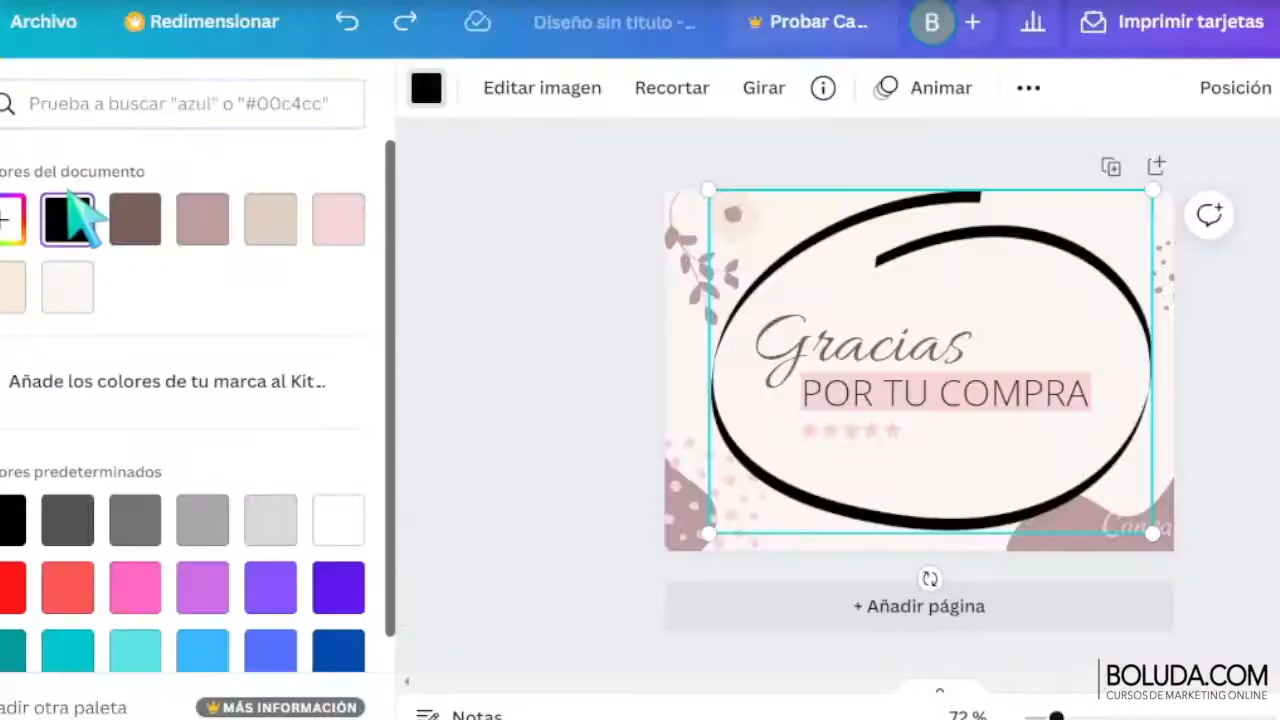 Archivo
Redimensionar
Diseño sin título -...
Probar Ca...
B
Imprimir tarjetas
Prueba a buscar "azul" o "#00c4cc"
Editar imagen
Recortar
Girar
Animar
Posición
ores del documento
Añade los colores de tu marca al Kit...
ores predeterminados
adir otra paleta
MÁS INFORMACIÓN
Gracias
POR TU COMPRA
Canva
+ Añadir página
Notas
72 %
BOLUDA.COM
CURSOS DE MARKETING ONLINE